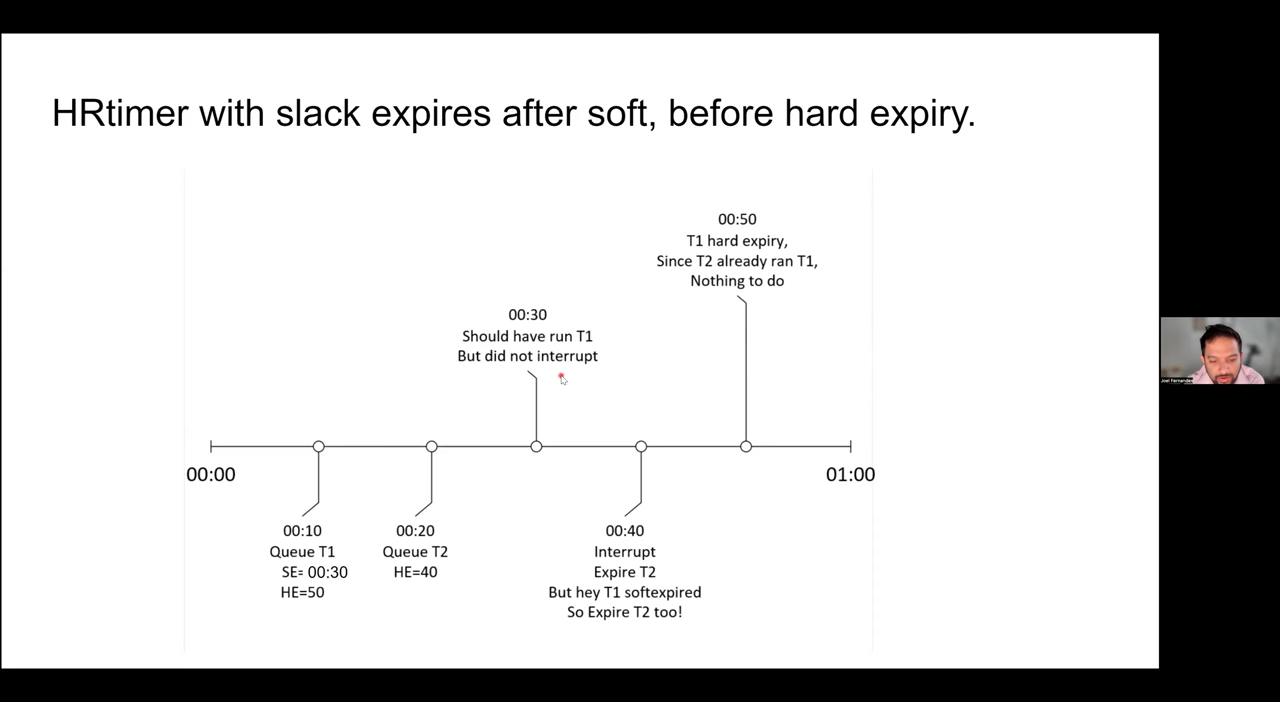 HRtimer with slack expires after soft, before hard expiry.
00:50
T1 hard expiry,
Since T2 already ran T1,
Nothing to do
00:30
Should have run T1
But did not interrupt
00:00
01:00
00:10
Queue T1
SE= 00:30
HE=50
00:20
Queue T2
HE=40
00:40
Interrupt
Expire T2
But hey T1 softexpired
So Expire T2 too!
Joel Fernandes